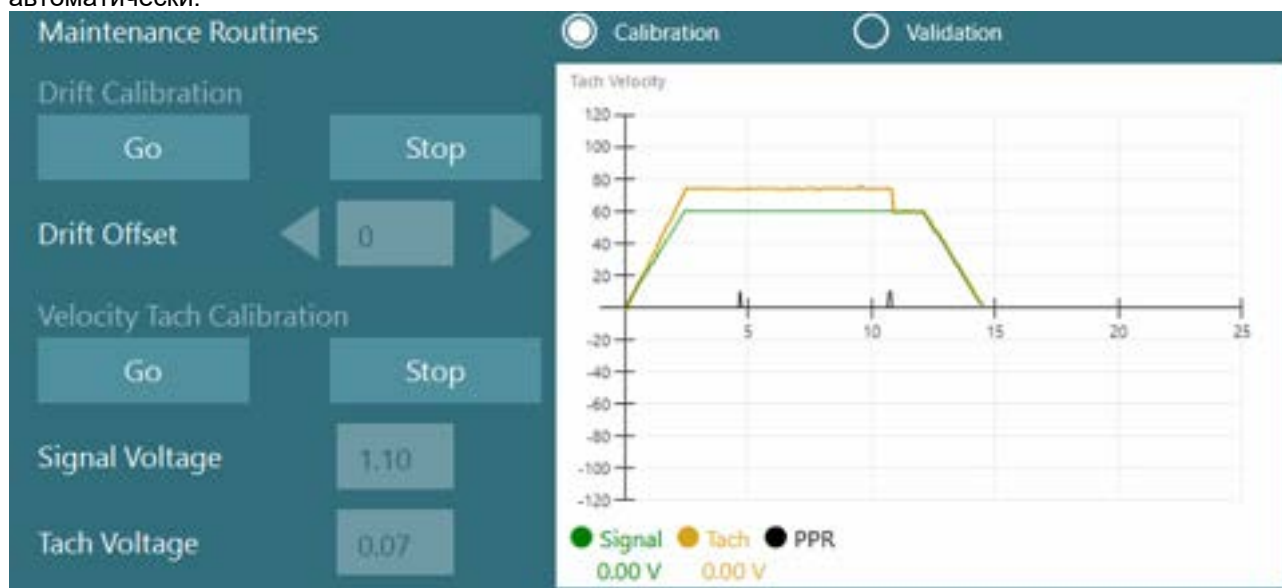 автоматически.
Maintenance Routines
Calibration
Validation
Drift Calibration
Go
Stop
Drift Offset
0
Velocity Tach Calibration
Go
Stop
Signal Voltage
1.10
Tach Voltage
0.07
Tach Velocity
120
100
80
60
40
20
5
10
15
20
25
-20
-40
-60
-80
-100
-120
Signal
Tach
PPR
0.00 V
0.00 V